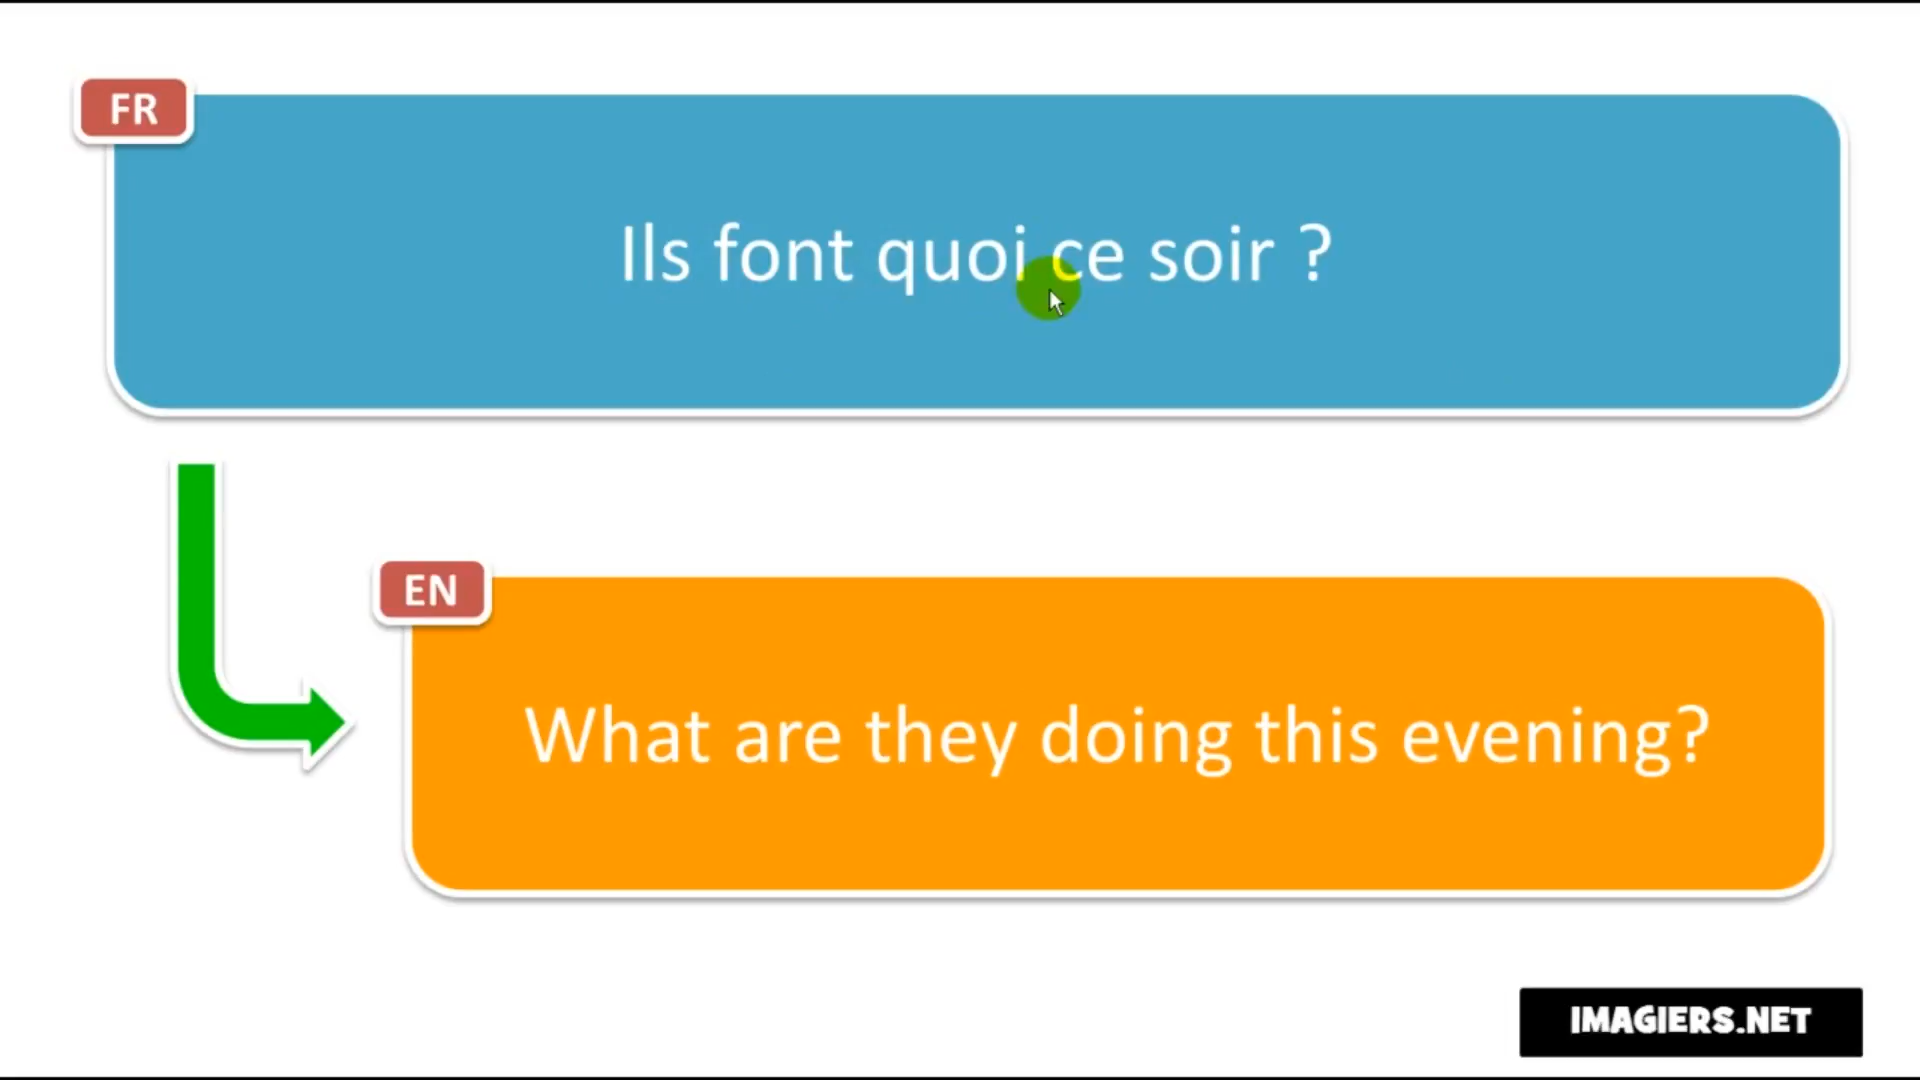 FR
Ils font quoi ce soir ?
EN
What are they doing this evening?
IMAGIERS.NET